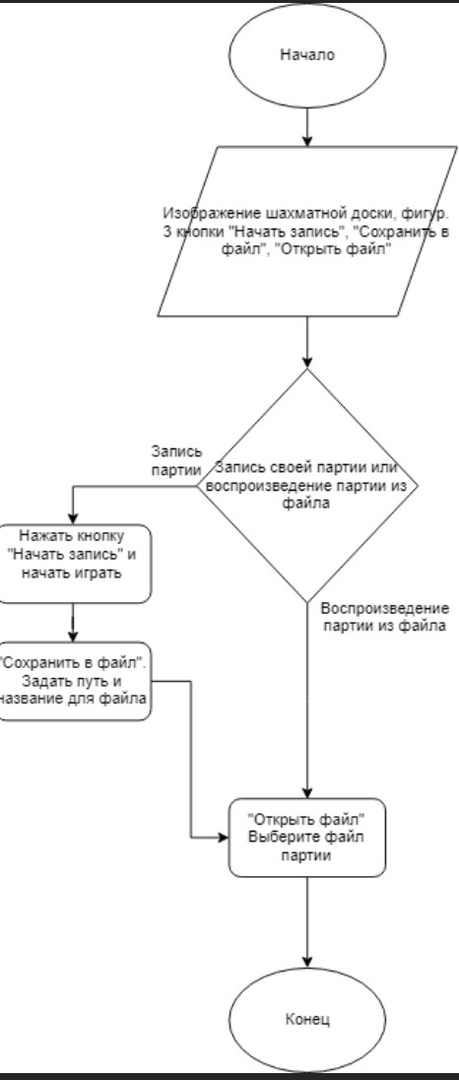 Начало
Изображение шахматной доски, фигур.
3 кнопки "Начать запись", "Сохранить в
файл", "Открыть файл"
Запись своей партии или
воспроизведение партии из
файла
Запись
партии
Нажать кнопку
"Начать запись" и
начать играть
Воспроизведение
партии из файла
"Сохранить в файл".
Задать путь и
название для файла
"Открыть файл"
Выберите файл
партии
Конец